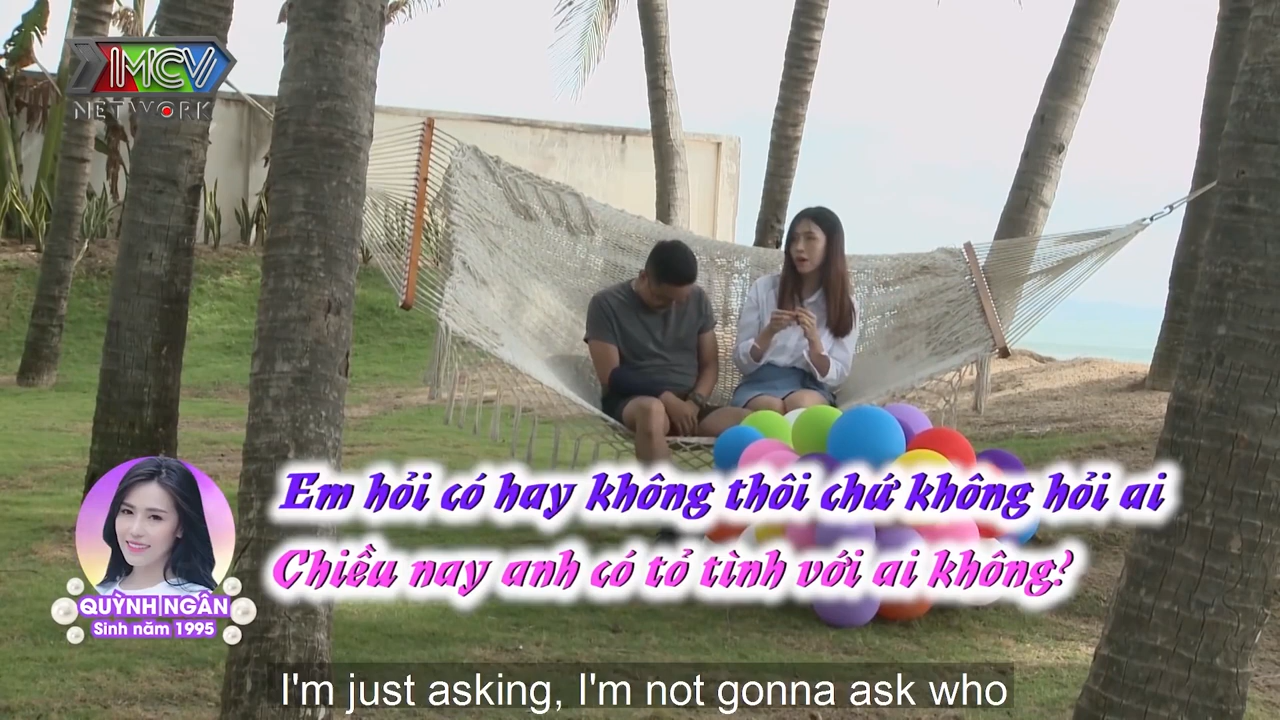 MCV
NETWORK
Em hỏi có hay không thôi chứ không hỏi ai
Chiều nay anh có tỏ tình với ai không?
QUỲNH NGÂN
Sinh năm 1995
I'm just asking, I'm not gonna ask who